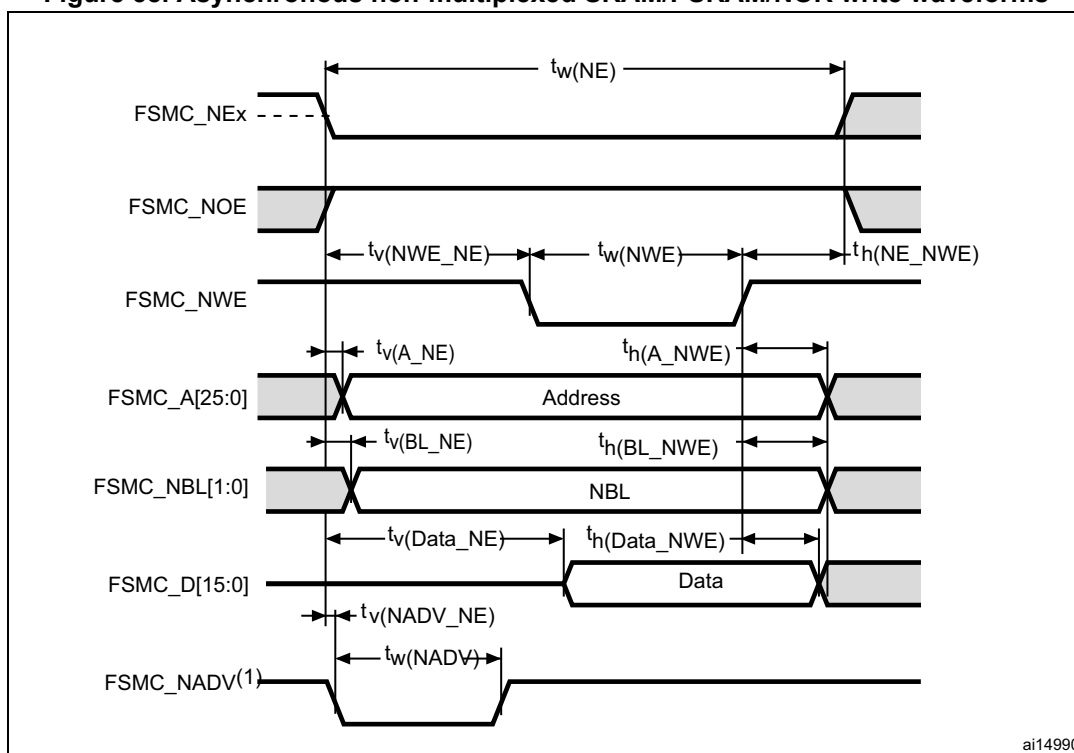 Figure Asynchronous non-multiplexed SRAM/PSRAM/NOR write waveforms
tw(NE)
FSMC_NEx
FSMC_NOE
tv(NWE_NE) tw(NWE) th(NE_NWE)
FSMC_NWE
tv(A_NE) th(A_NWE)
FSMC_A[25:0] Address
tv(BL_NE) th(BL_NWE)
FSMC_NBL[1:0] NBL
tv(Data_NE) th(Data_NWE)
FSMC_D[15:0] Data
tv(NADV_NE)
tw(NADV)
FSMC_NADV(1)
ai14990